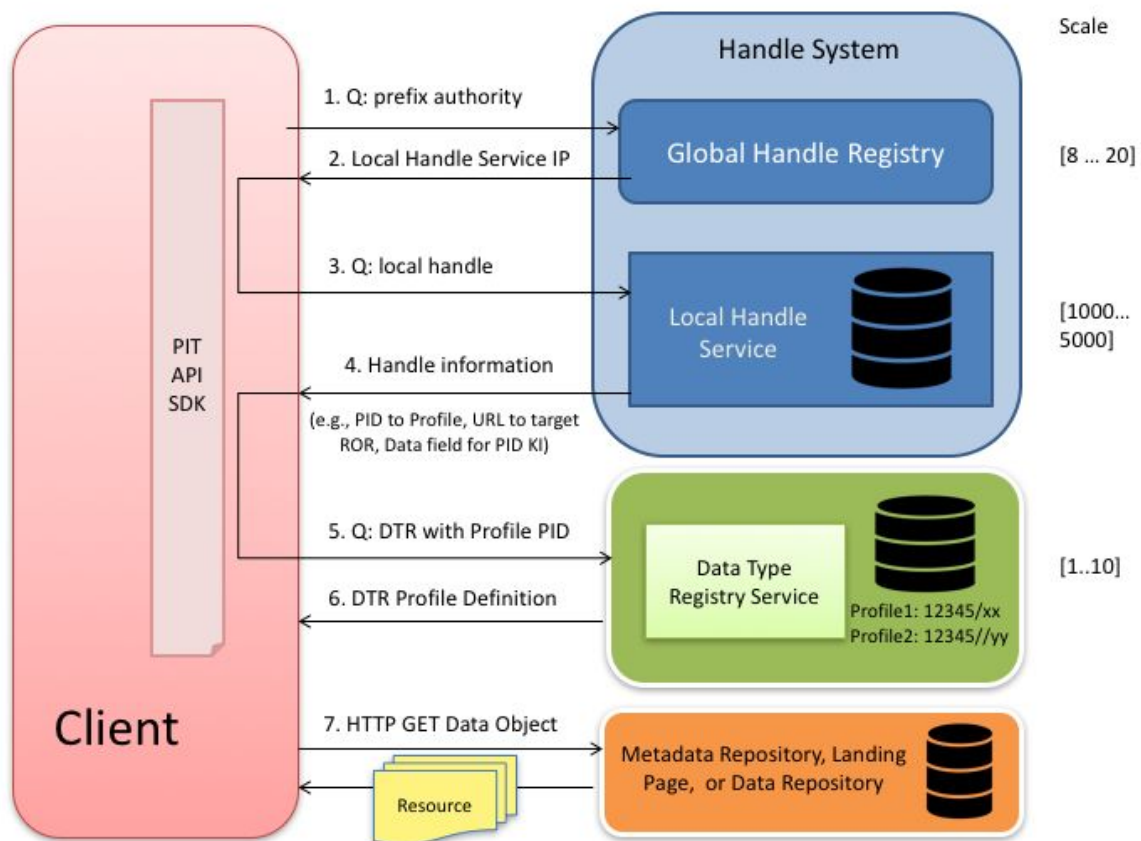 Scale
Handle System
1. Q: prefix authority
Global Handle Registry
[8 ... 20]
2. Local Handle Service IP
3. Q: local handle
Local Handle
Service
[1000...
5000]
PIT
API
SDK
4. Handle information
(e.g., PID to Profile, URL to target
ROR, Data field for PID KI)
5. Q: DTR with Profile PID
Data Type
Registry Service
[1..10]
6. DTR Profile Definition
Profile1: 12345/xx
Profile2: 12345//yy
Client
7. HTTP GET Data Object
Metadata Repository, Landing
Page,  or Data Repository
Resource